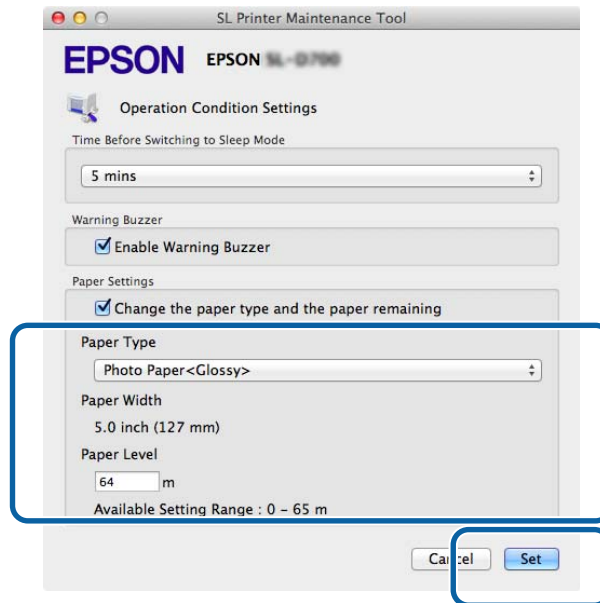 SL Printer Maintenance Tool
EPSON EPSON
Operation Condition Settings
Time Before Switching to Sleep Mode
5 mins
Warning Buzzer
Enable Warning Buzzer
Paper Settings
Change the paper type and the paper remaining
Paper Type
Photo Paper<Glossy>
Paper Width
5.0 inch (127 mm)
Paper Level
64 m
Available Setting Range : 0 – 65 m
Cancel Set